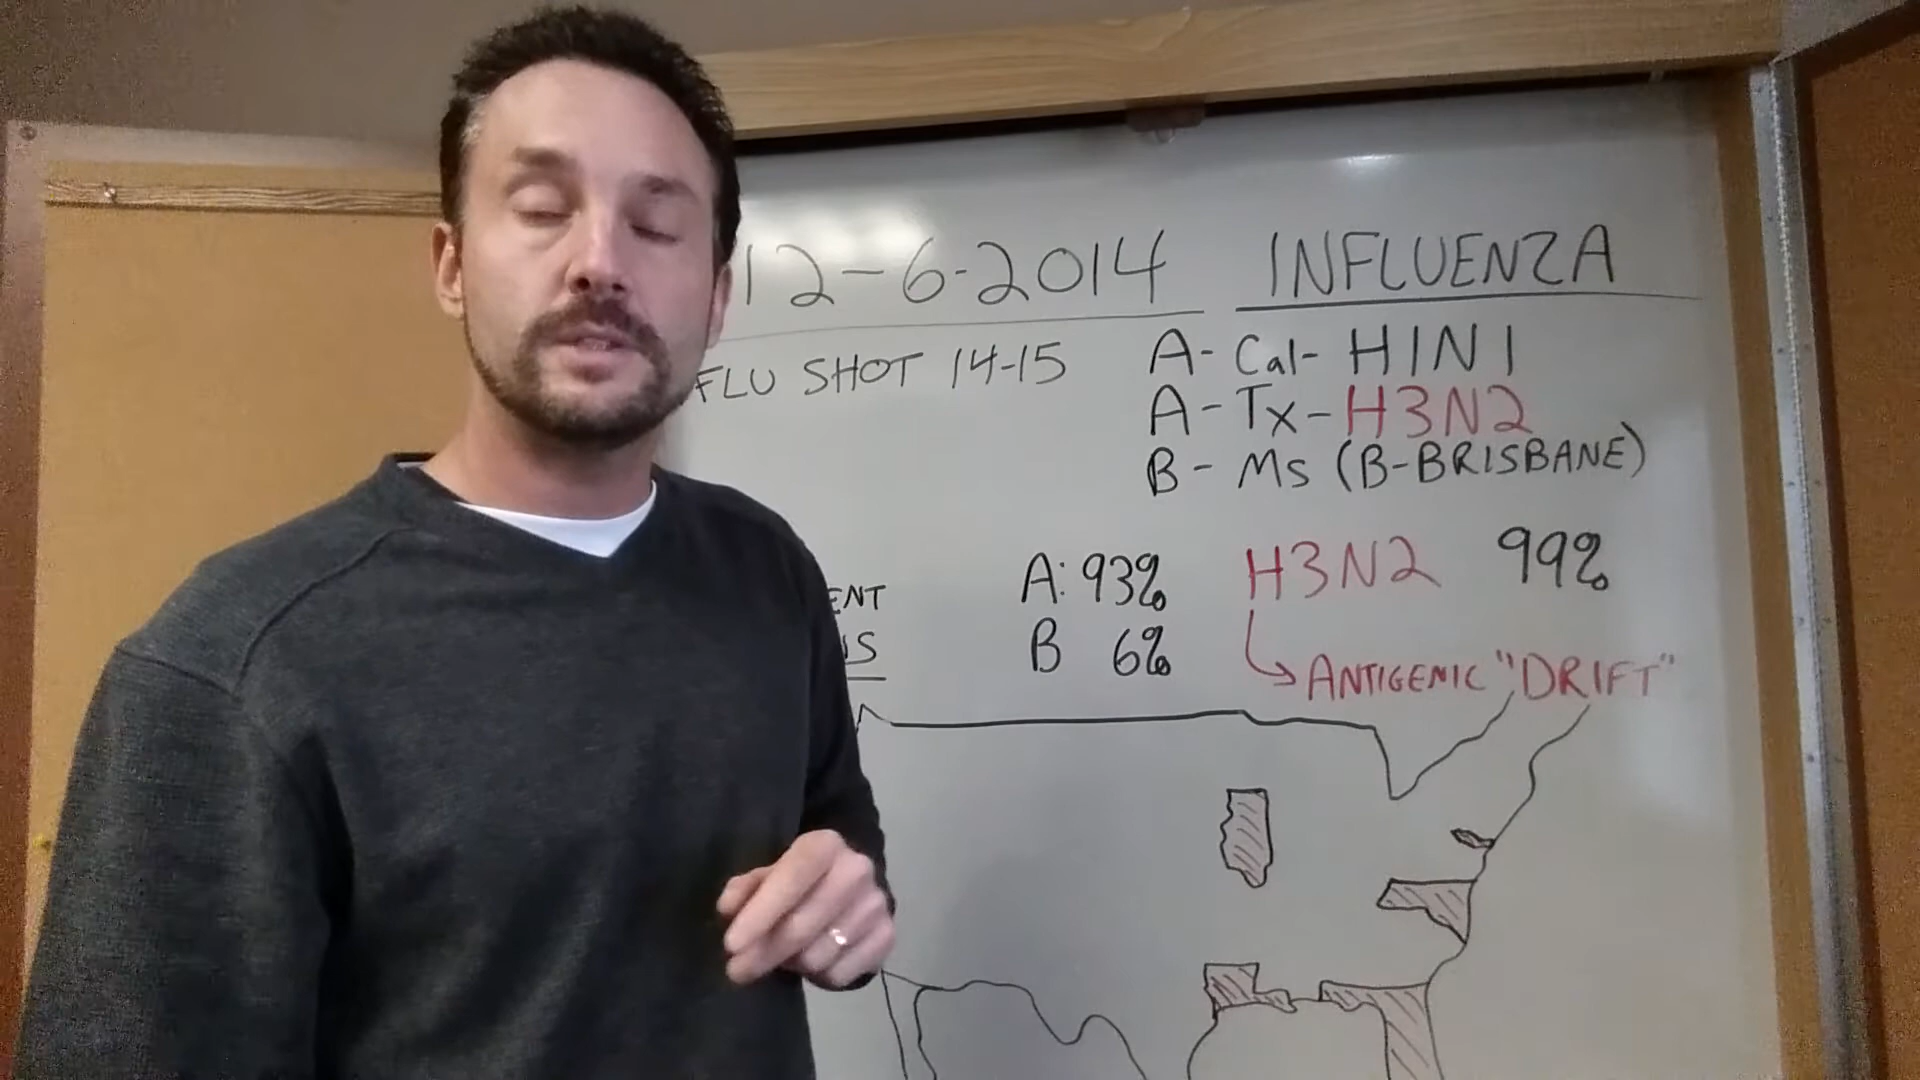 12-6-2014 INFLUENZA
FLU SHOT 14-15 A- Cal- H1N1
A-Tx-H3N2
B- Ms (B-BRISBANE)
A: 93% H3N2 99%
B 6%
ANTIGENIC "DRIFT"